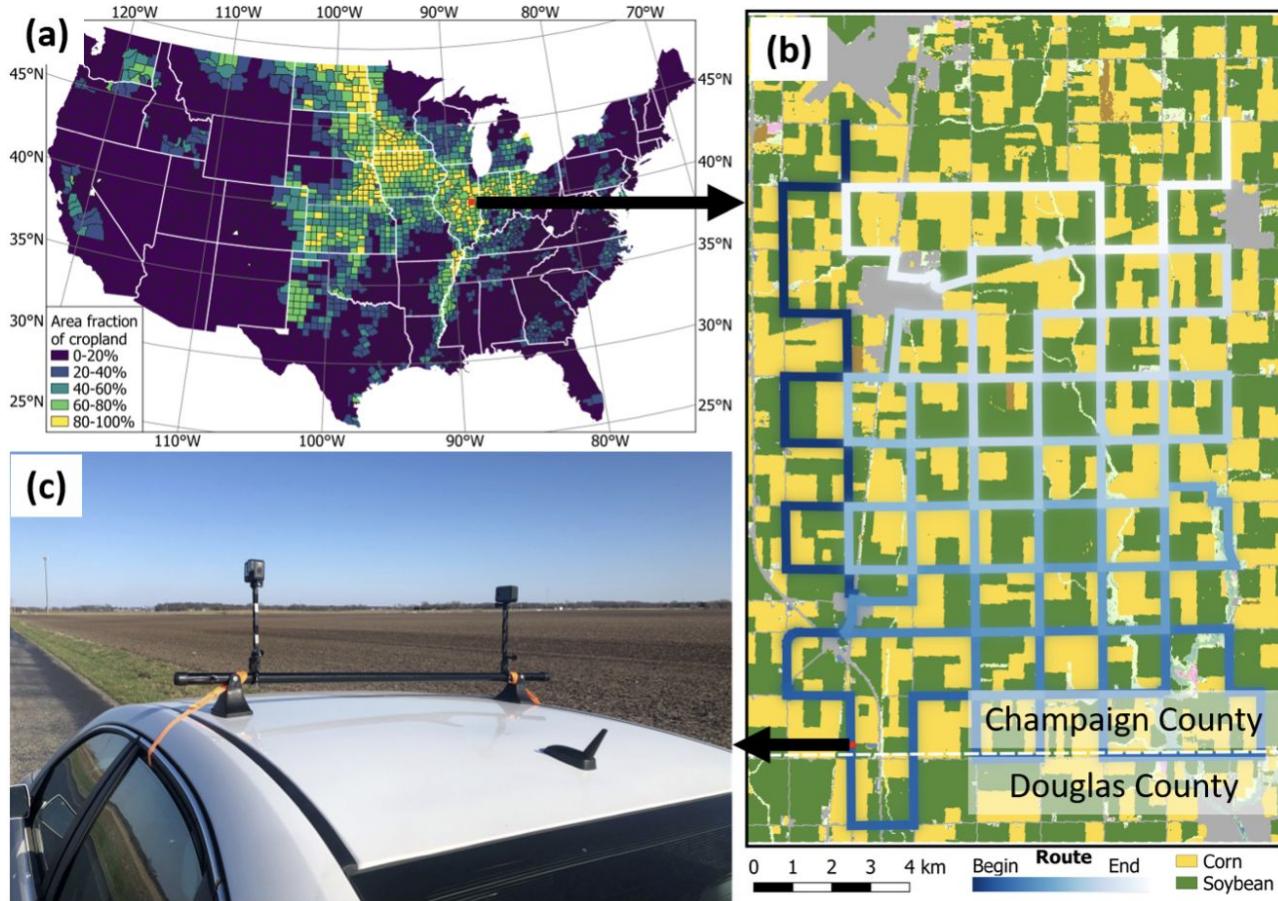 (a)
120°W 110°W 100°W 90°W 80°W 70°W
45°N
40°N
35°N
30°N
25°N
45°N
40°N
35°N
30°N
25°N
Area fraction
of cropland
0-20%
20-40%
40-60%
60-80%
80-100%
110°W 100°W 90°W 80°W
(b)
Champaign County
Douglas County
0 1 2 3 4 km
Route
Begin End
Corn
Soybean
(c)